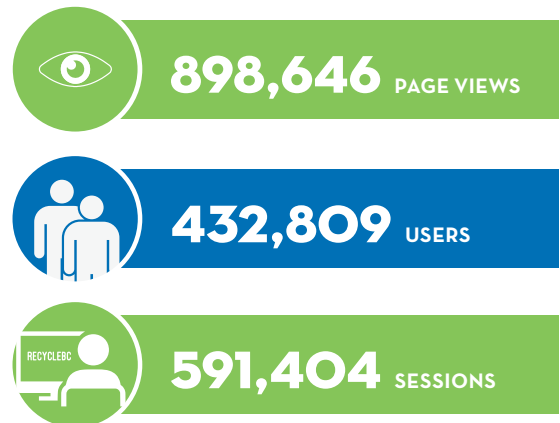 898,646 PAGE VIEWS
432,809 USERS
RECYCLEBC
591,404 SESSIONS